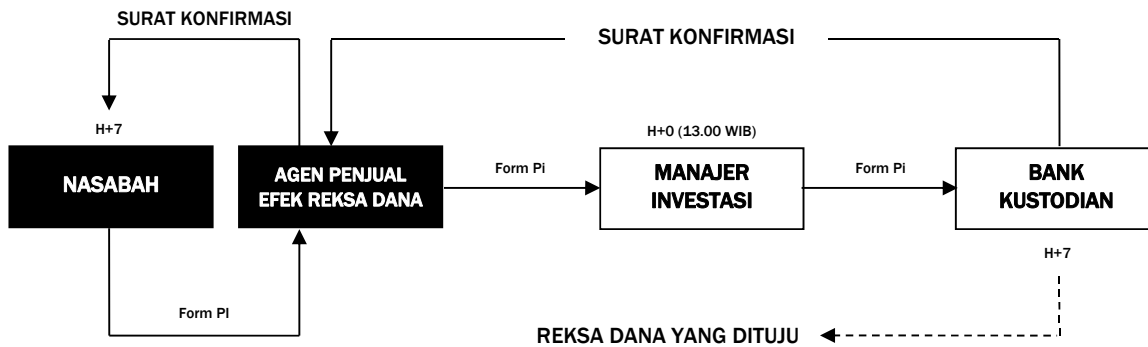 SURAT KONFIRMASI
SURAT KONFIRMASI
H+7
H+0 (13.00 WIB)
NASABAH
AGEN PENJUAL
EFEK REKSA DANA
Form Pi
MANAJER
INVESTASI
Form Pi
BANK
KUSTODIAN
H+7
Form PI
REKSA DANA YANG DITUJU